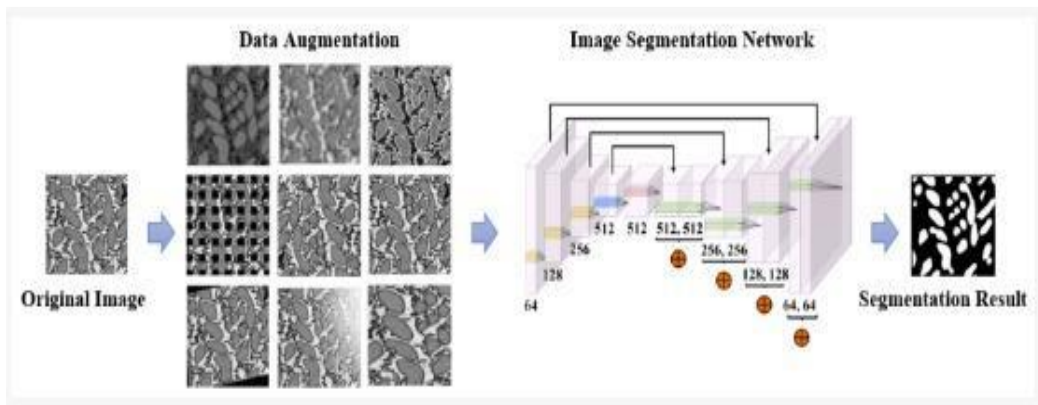 Data Augmentation
Image Segmentation Network
Original Image
64
128
256
512
512
512, 512
256, 256
128, 128
64, 64
Segmentation Result